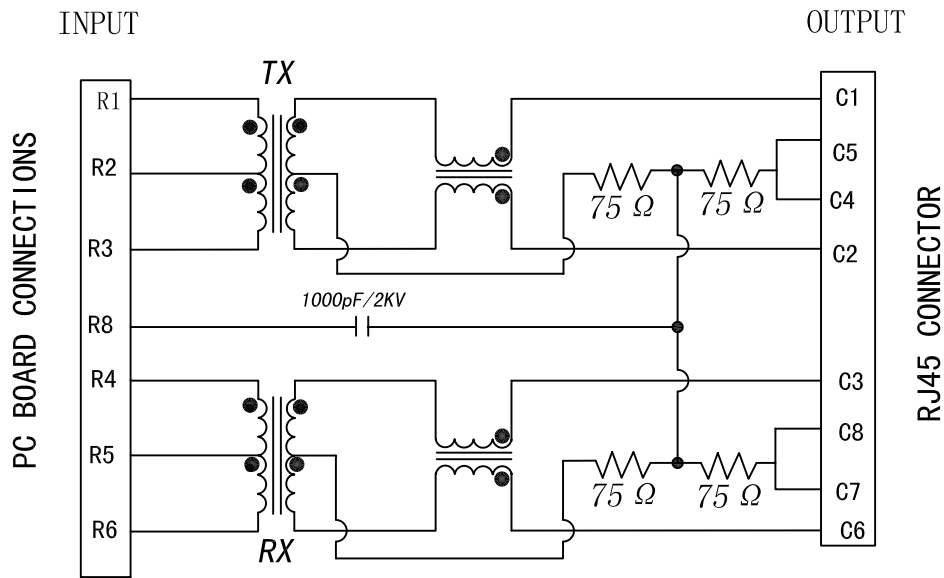 INPUT
OUTPUT
TX
R1
C1
C5
R2
C4
75 Ω
75 Ω
R3
C2
PC BOARD CONNECTIONS
RJ45 CONNECTOR
1000pF/2KV
R8
R4
C3
C8
R5
C7
75 Ω
75 Ω
R6
C6
RX